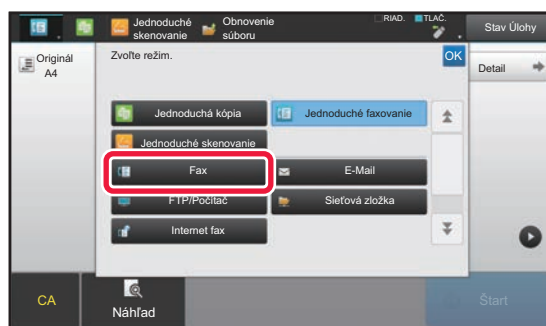 Jednoduché skenovanie
Obnovenie súboru
RIAD.
TLAČ.
Stav Úlohy
Originál
A4
Zvoľte režim.
OK
Detail
Jednoduchá kópia
Jednoduché faxovanie
Jednoduché skenovanie
Fax
E-Mail
FTP/Počítač
Sieťová zložka
Internet fax
CA
Náhľad
Štart